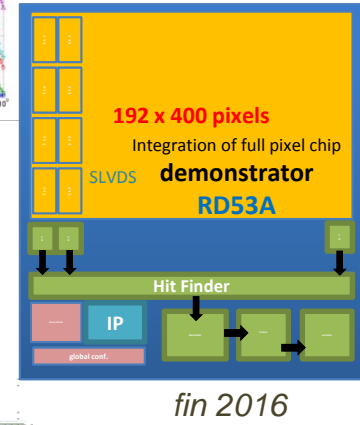 192 x 400 pixels
Integration of full pixel chip
SLVDS demonstrator
RD53A
Hit Finder
IP
global conf.
fin 2016